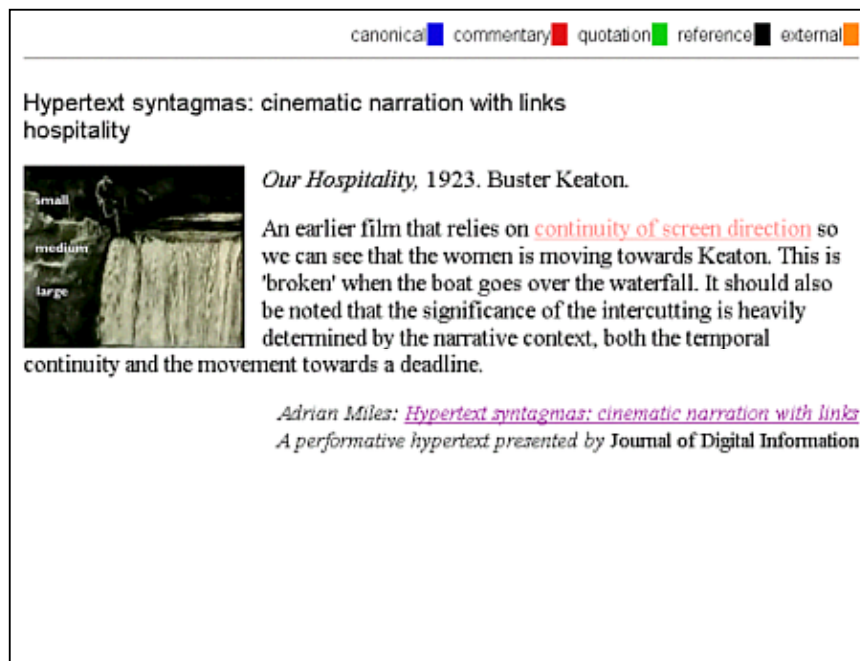 canonical commentary quotation reference external
Hypertext syntagmas: cinematic narration with links
hospitality
small
medium
large
Our Hospitality, 1923. Buster Keaton.
An earlier film that relies on continuity of screen direction so
we can see that the women is moving towards Keaton. This is
'broken' when the boat goes over the waterfall. It should also
be noted that the significance of the intercutting is heavily
determined by the narrative context, both the temporal
continuity and the movement towards a deadline.
Adrian Miles: Hypertext syntagmas: cinematic narration with links
A performative hypertext presented by Journal of Digital Information